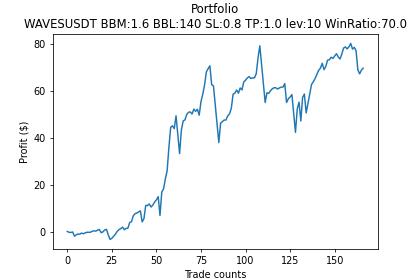 Portfolio
WAVESUSDT BBM:1.6 BBL:140 SL:0.8 TP:1.0 lev:10 WinRatio:70.0
80
60
40
20
0
Profit ($)
0 25 50 75 100 125 150
Trade counts